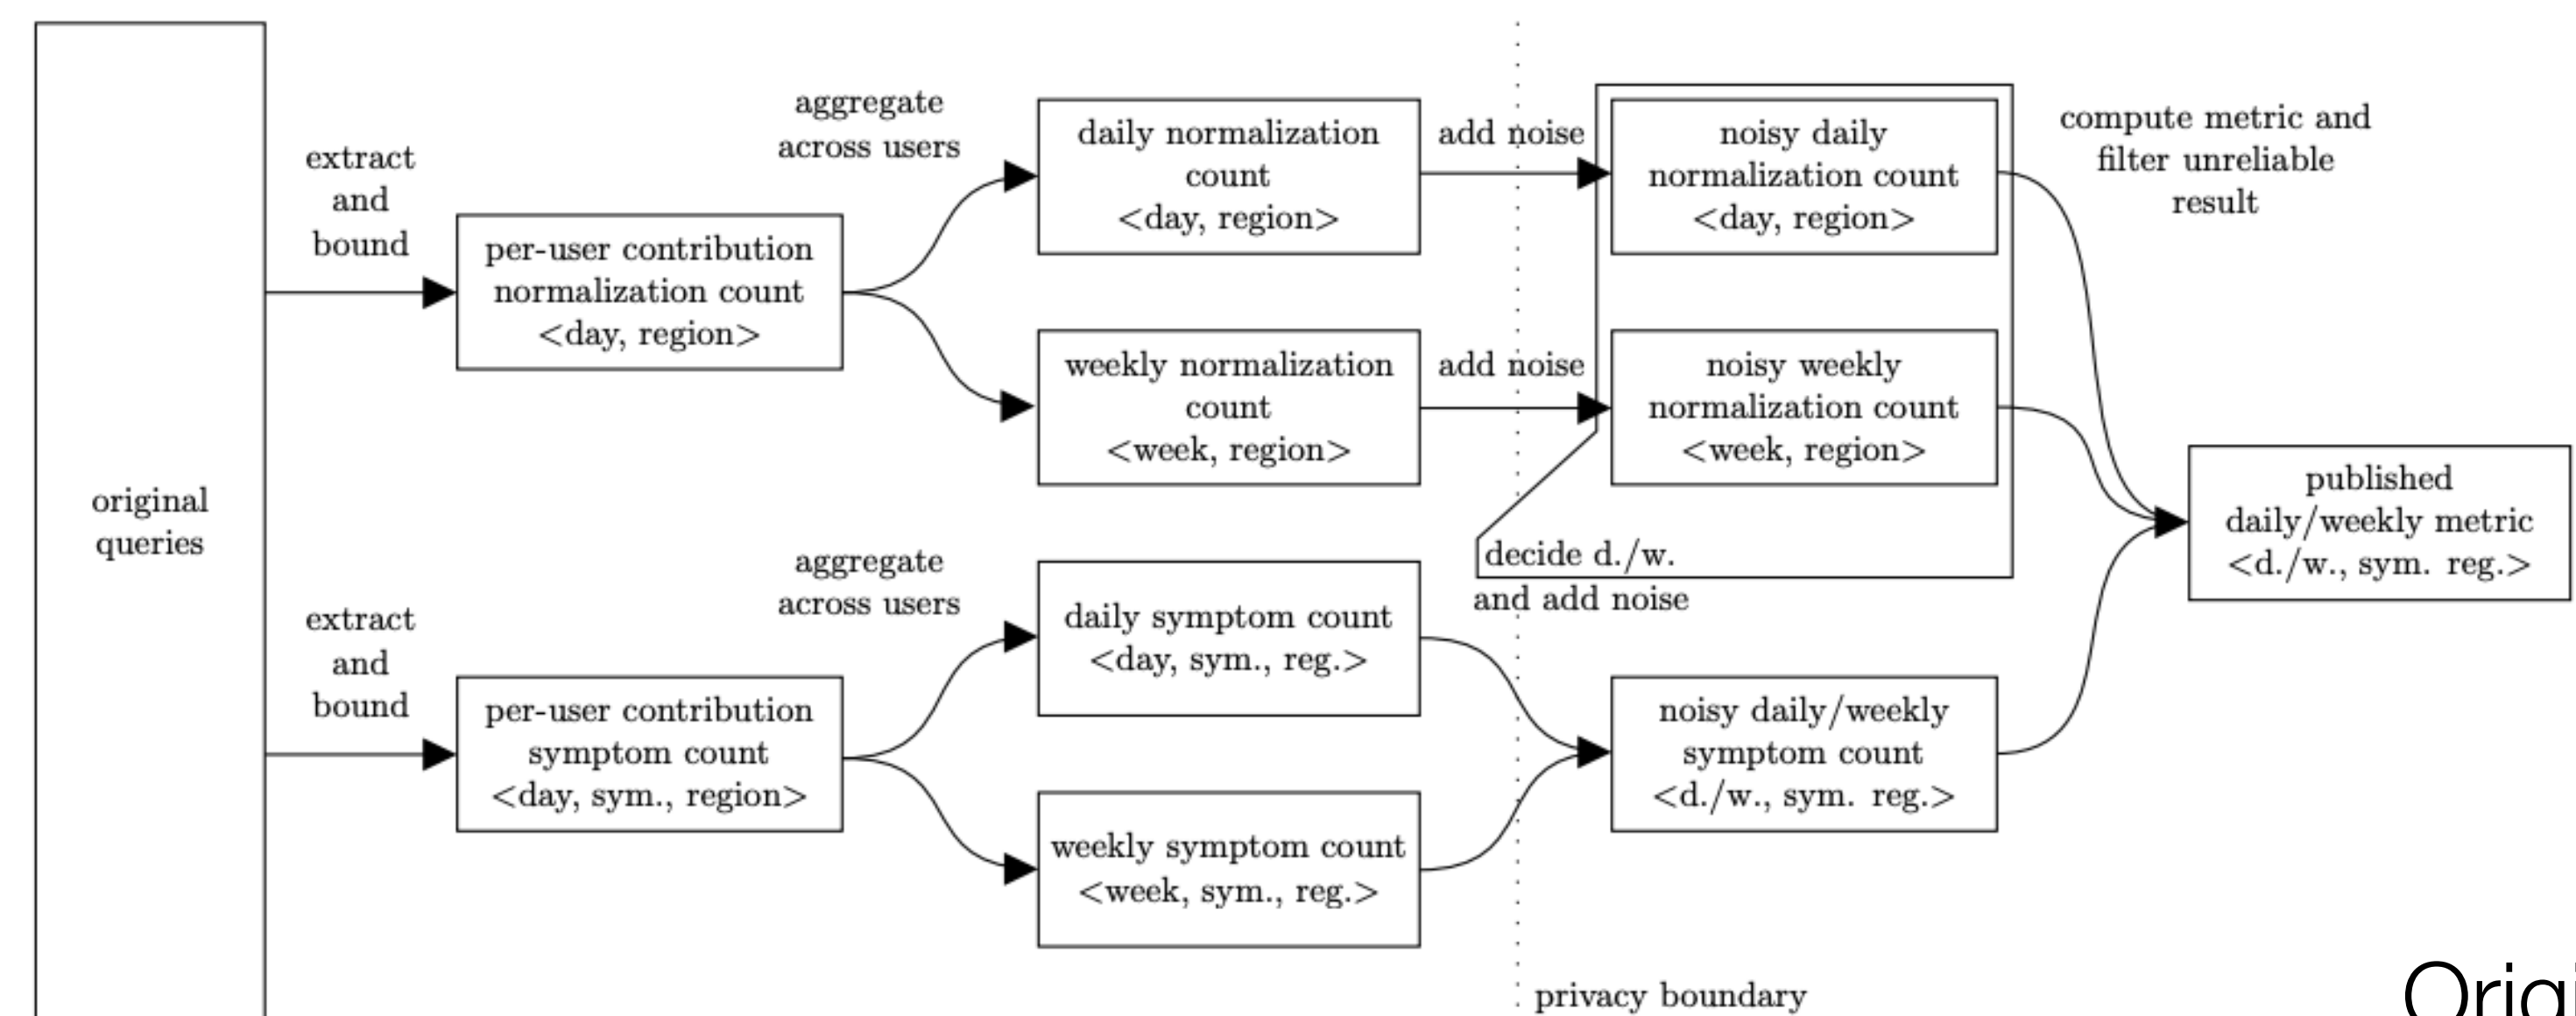 original
queries
extract
and
bound
per-user contribution
normalization count
<day, region>
aggregate
across users
daily normalization
count
<day, region>
add noise
noisy daily
normalization count
<day, region>
compute metric and
filter unreliable
result
weekly normalization
count
<week, region>
add noise
noisy weekly
normalization count
<week, region>
decide d./w.
and add noise
published
daily/weekly metric
<d./w., sym. reg.>
extract
and
bound
per-user contribution
symptom count
<day, sym., region>
aggregate
across users
daily symptom count
<day, sym., reg.>
weekly symptom count
<week, sym., reg.>
noisy daily/weekly
symptom count
<d./w., sym. reg.>
privacy boundary